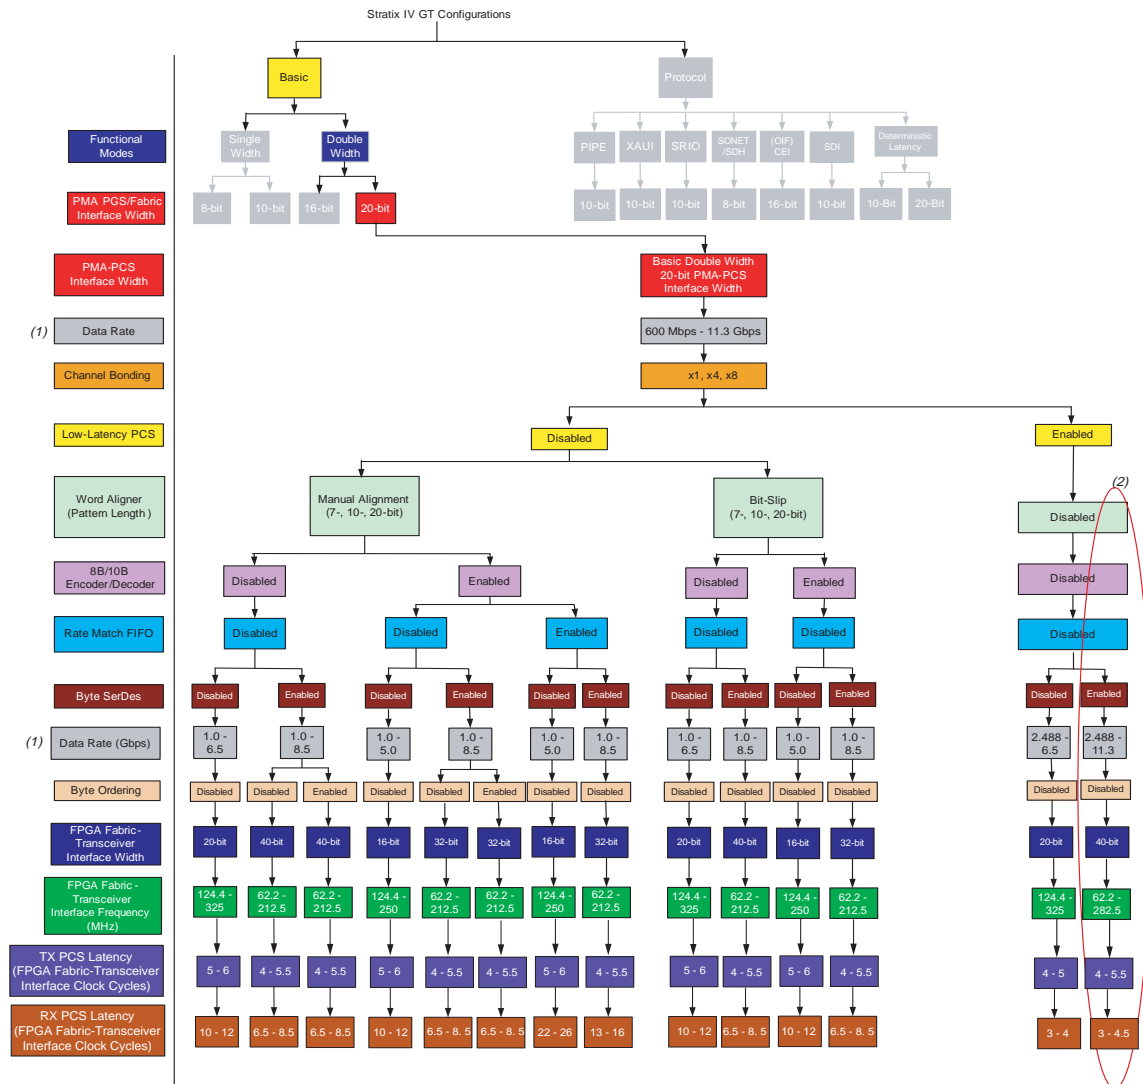 Stratix IV GT Configurations
Basic
Protocol
Functional
Modes
Single
Width
Double
Width
PIPE
XAUI
SRIO
SONET
/SDH
(OIF)
CEI
SDI
Deterministic
Latency
PMA PGS/Fabric
Interface Width
8-bit
10-bit
16-bit
20-bit
10-bit
10-bit
10-bit
8-bit
16-bit
10-bit
10-Bit
20-Bit
PMA-PCS
Interface Width
Basic Double Width
20-bit PMA-PCS
Interface Width
(1)
Data Rate
600 Mbps - 11.3 Gbps
Channel Bonding
x1, x4, x8
Low-Latency PCS
Disabled
Enabled
(2)
Word Aligner
(Pattern Length )
Manual Alignment
(7-, 10-, 20-bit)
Bit-Slip
(7-, 10-, 20-bit)
Disabled
8B/10B
Encoder/Decoder
Disabled
Enabled
Disabled
Enabled
Disabled
Rate Match FIFO
Disabled
Disabled
Enabled
Disabled
Disabled
Disabled
Byte SerDes
Disabled
Enabled
Disabled
Enabled
Disabled
Enabled
Disabled
Enabled
Disabled
Enabled
Disabled
Enabled
(1)
Data Rate (Gbps)
1.0 -
6.5
1.0 -
8.5
1.0 -
5.0
1.0 -
8.5
1.0 -
5.0
1.0 -
8.5
1.0 -
6.5
1.0 -
8.5
1.0 -
5.0
1.0 -
8.5
2.488 -
6.5
2.488 -
11.3
Byte Ordering
Disabled
Disabled
Enabled
Disabled
Disabled
Enabled
Disabled
Disabled
Disabled
Disabled
Disabled
Disabled
Disabled
Disabled
FPGA Fabric-
Transceiver
Interface Width
20-bit
40-bit
40-bit
16-bit
32-bit
32-bit
16-bit
32-bit
20-bit
40-bit
16-bit
32-bit
20-bit
40-bit
FPGA Fabric -
Transceiver
Interface Frequency
(MHz)
124.4 -
325
62.2 -
212.5
62.2 -
212.5
124.4 -
250
62.2 -
212.5
62.2 -
212.5
124.4 -
250
62.2 -
212.5
124.4 -
325
62.2 -
212.5
124.4 -
250
62.2 -
212.5
124.4 -
325
62.2 -
282.5
TX PCS Latency
(FPGA Fabric-Transceiver
Interface Clock Cycles)
5 - 6
4 - 5.5
4 - 5.5
5 - 6
4 - 5.5
4 - 5.5
5 - 6
4 - 5.5
5 - 6
4 - 5.5
5 - 6
4 - 5.5
4 - 5
4 - 5.5
RX PCS Latency
(FPGA Fabric-Transceiver
Interface Clock Cycles)
10 - 12
6.5 - 8.5
6.5 - 8.5
10 - 12
6.5 - 8. 5
6.5 - 8. 5
22 - 26
13 - 16
10 - 12
6.5 - 8. 5
10 - 12
6.5 - 8. 5
3 - 4
3 - 4.5